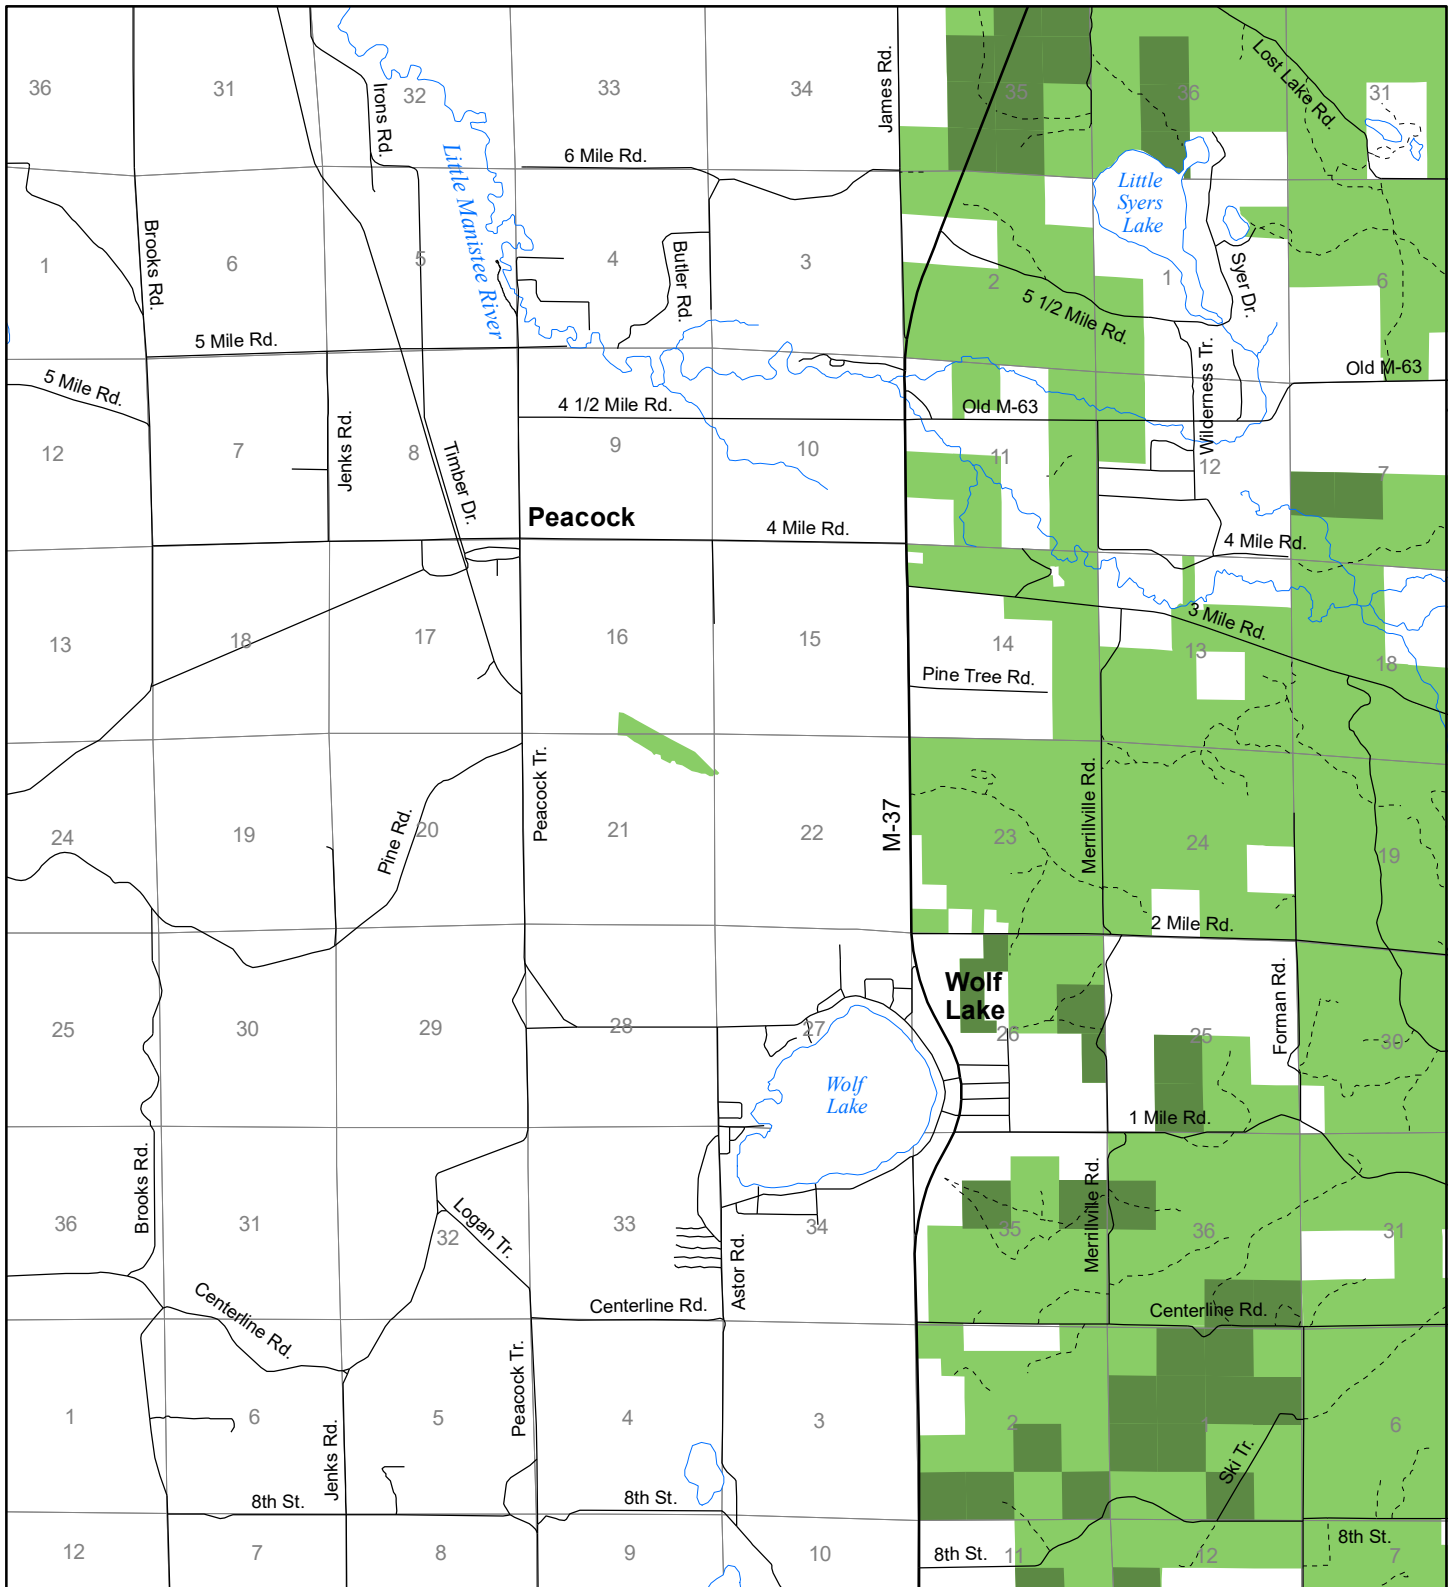 36
31
32
33
34
35
36
31
Irons Rd.
James Rd.
Lost Lake Rd.
6 Mile Rd.
Little Manistee River
Little
Syers
Lake
1
Brooks Rd.
6
5
4
Butler Rd.
3
2
1
Syer Dr.
6
5 1/2 Mile Rd.
5 Mile Rd.
5 Mile Rd.
Old M-63
4 1/2 Mile Rd.
Old M-63
Wilderness Tr.
12
7
Jenks Rd.
8
Timber Dr.
9
10
11
12
7
Peacock
4 Mile Rd.
4 Mile Rd.
13
18
17
16
15
14
3 Mile Rd.
13
18
Pine Tree Rd.
24
19
Pine Rd.
20
Peacock Tr.
21
22
M-37
23
Merrillville Rd.
24
19
2 Mile Rd.
Wolf
Lake
25
30
29
28
27
26
25
Forman Rd.
30
Wolf
Lake
1 Mile Rd.
36
Brooks Rd.
31
32
Logan Tr.
33
34
35
Merrillville Rd.
36
31
Astor Rd.
Centerline Rd.
Centerline Rd.
Centerline Rd.
1
6
Jenks Rd.
5
Peacock Tr.
4
3
2
1
Ski Tr.
6
8th St.
8th St.
8th St.
8th St.
12
7
8
9
10
11
12
7